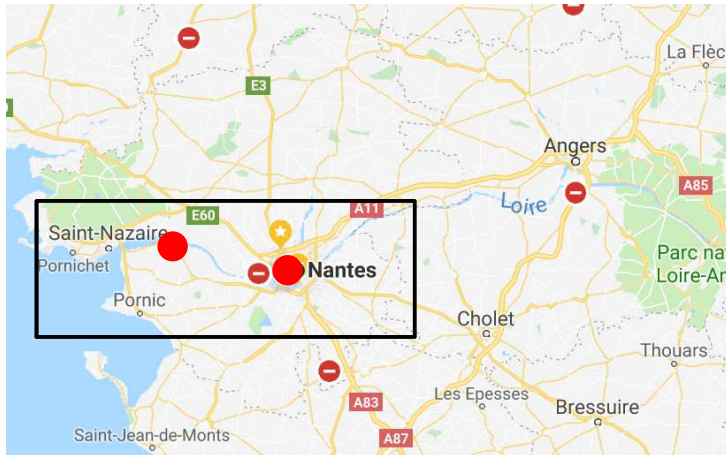 La Flèc
E3
Angers
A85
Loire
A11
E60
Saint-Nazaire
Pornichet
Nantes
Parc na
Loire-An
Pornic
Cholet
Thouars
Les Epesses
A83
Bressuire
A87
Saint-Jean-de-Monts